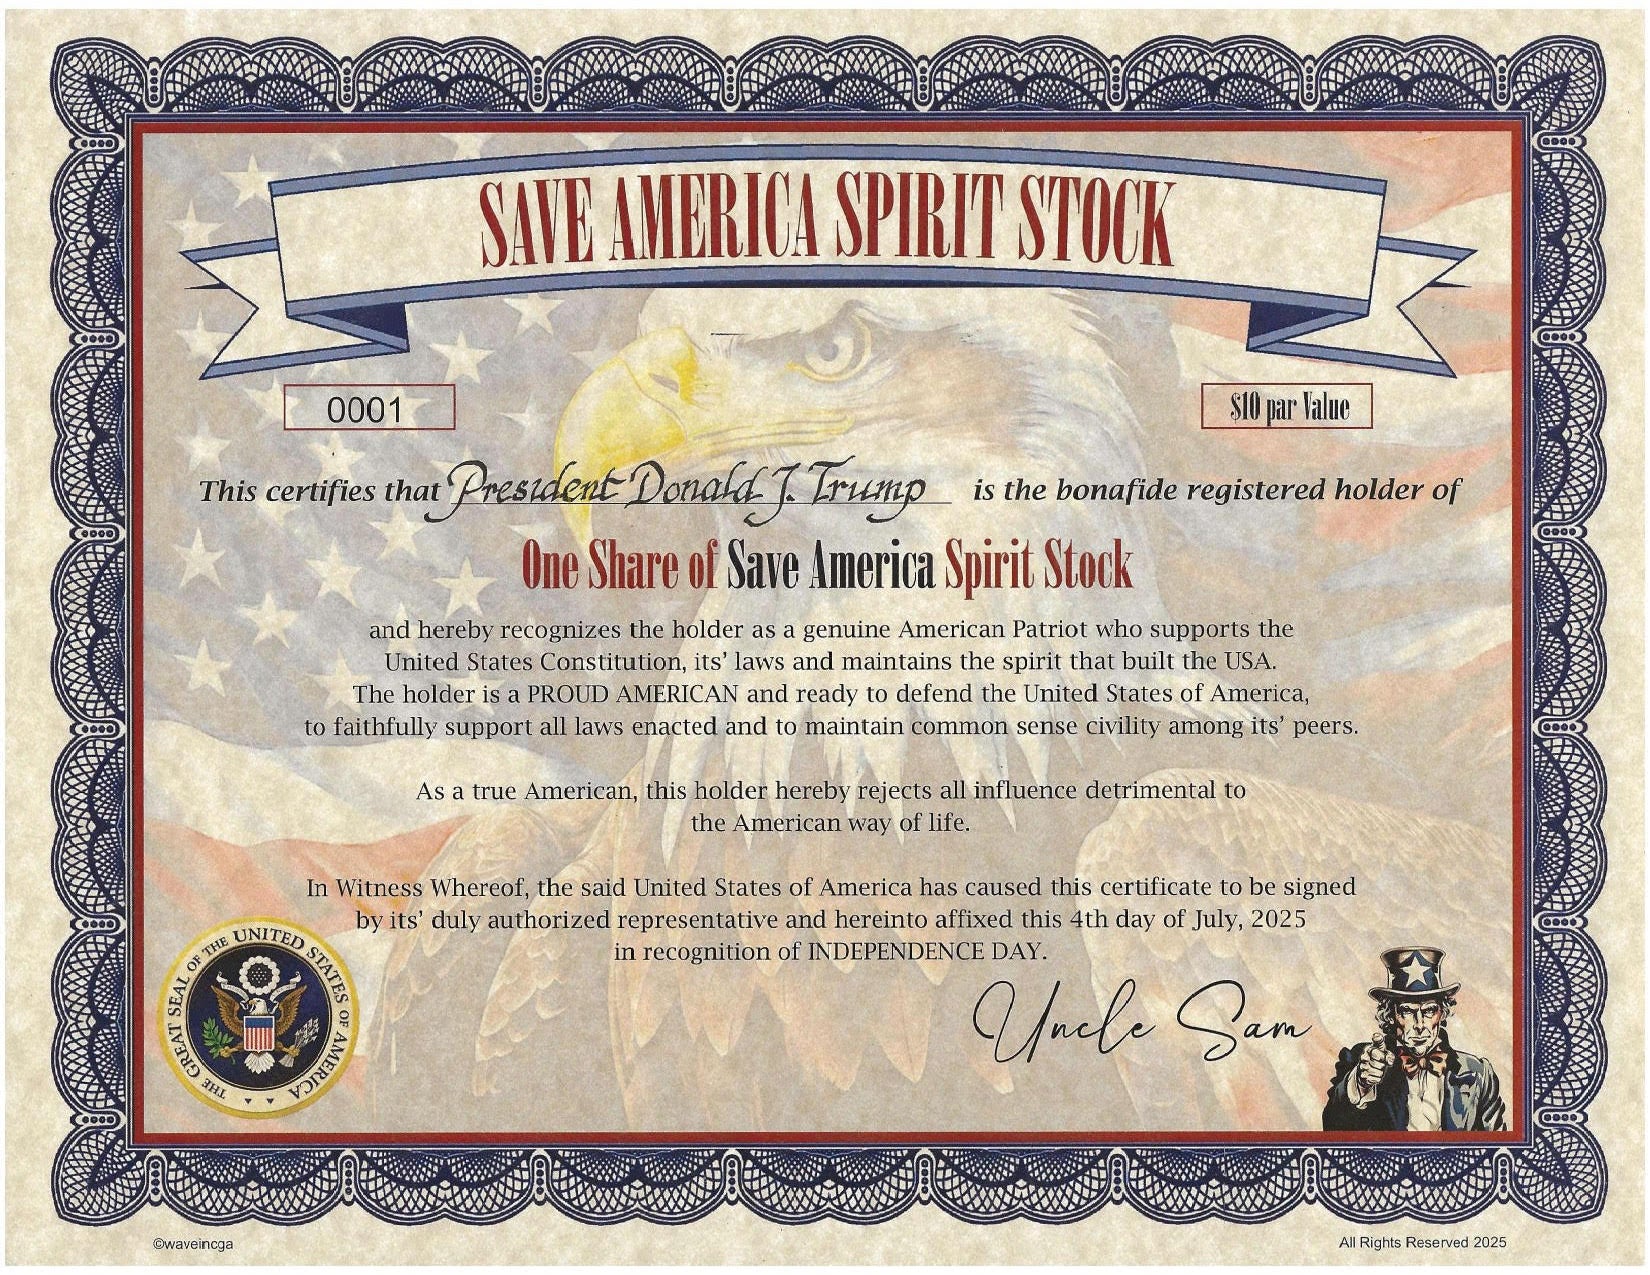 SAVE AMERICA SPIRIT STOCK
0001
$10 par Value
This certifies that President Donald J. Trump is the bonafide registered holder of
One Share of Save America Spirit Stock
and hereby recognizes the holder as a genuine American Patriot who supports the
United States Constitution, its' laws and maintains the spirit that built the USA.
The holder is a PROUD AMERICAN and ready to defend the United States of America,
to faithfully support all laws enacted and to maintain common sense civility among its' peers.
As a true American, this holder hereby rejects all influence detrimental to
the American way of life.
In Witness Whereof, the said United States of America has caused this certificate to be signed
by its' duly authorized representative and hereinto affixed this 4th day of July, 2025
in recognition of INDEPENDENCE DAY.
THE GREAT SEAL OF THE UNITED STATES OF AMERICA
Uncle Sam
©waveincga
All Rights Reserved 2025